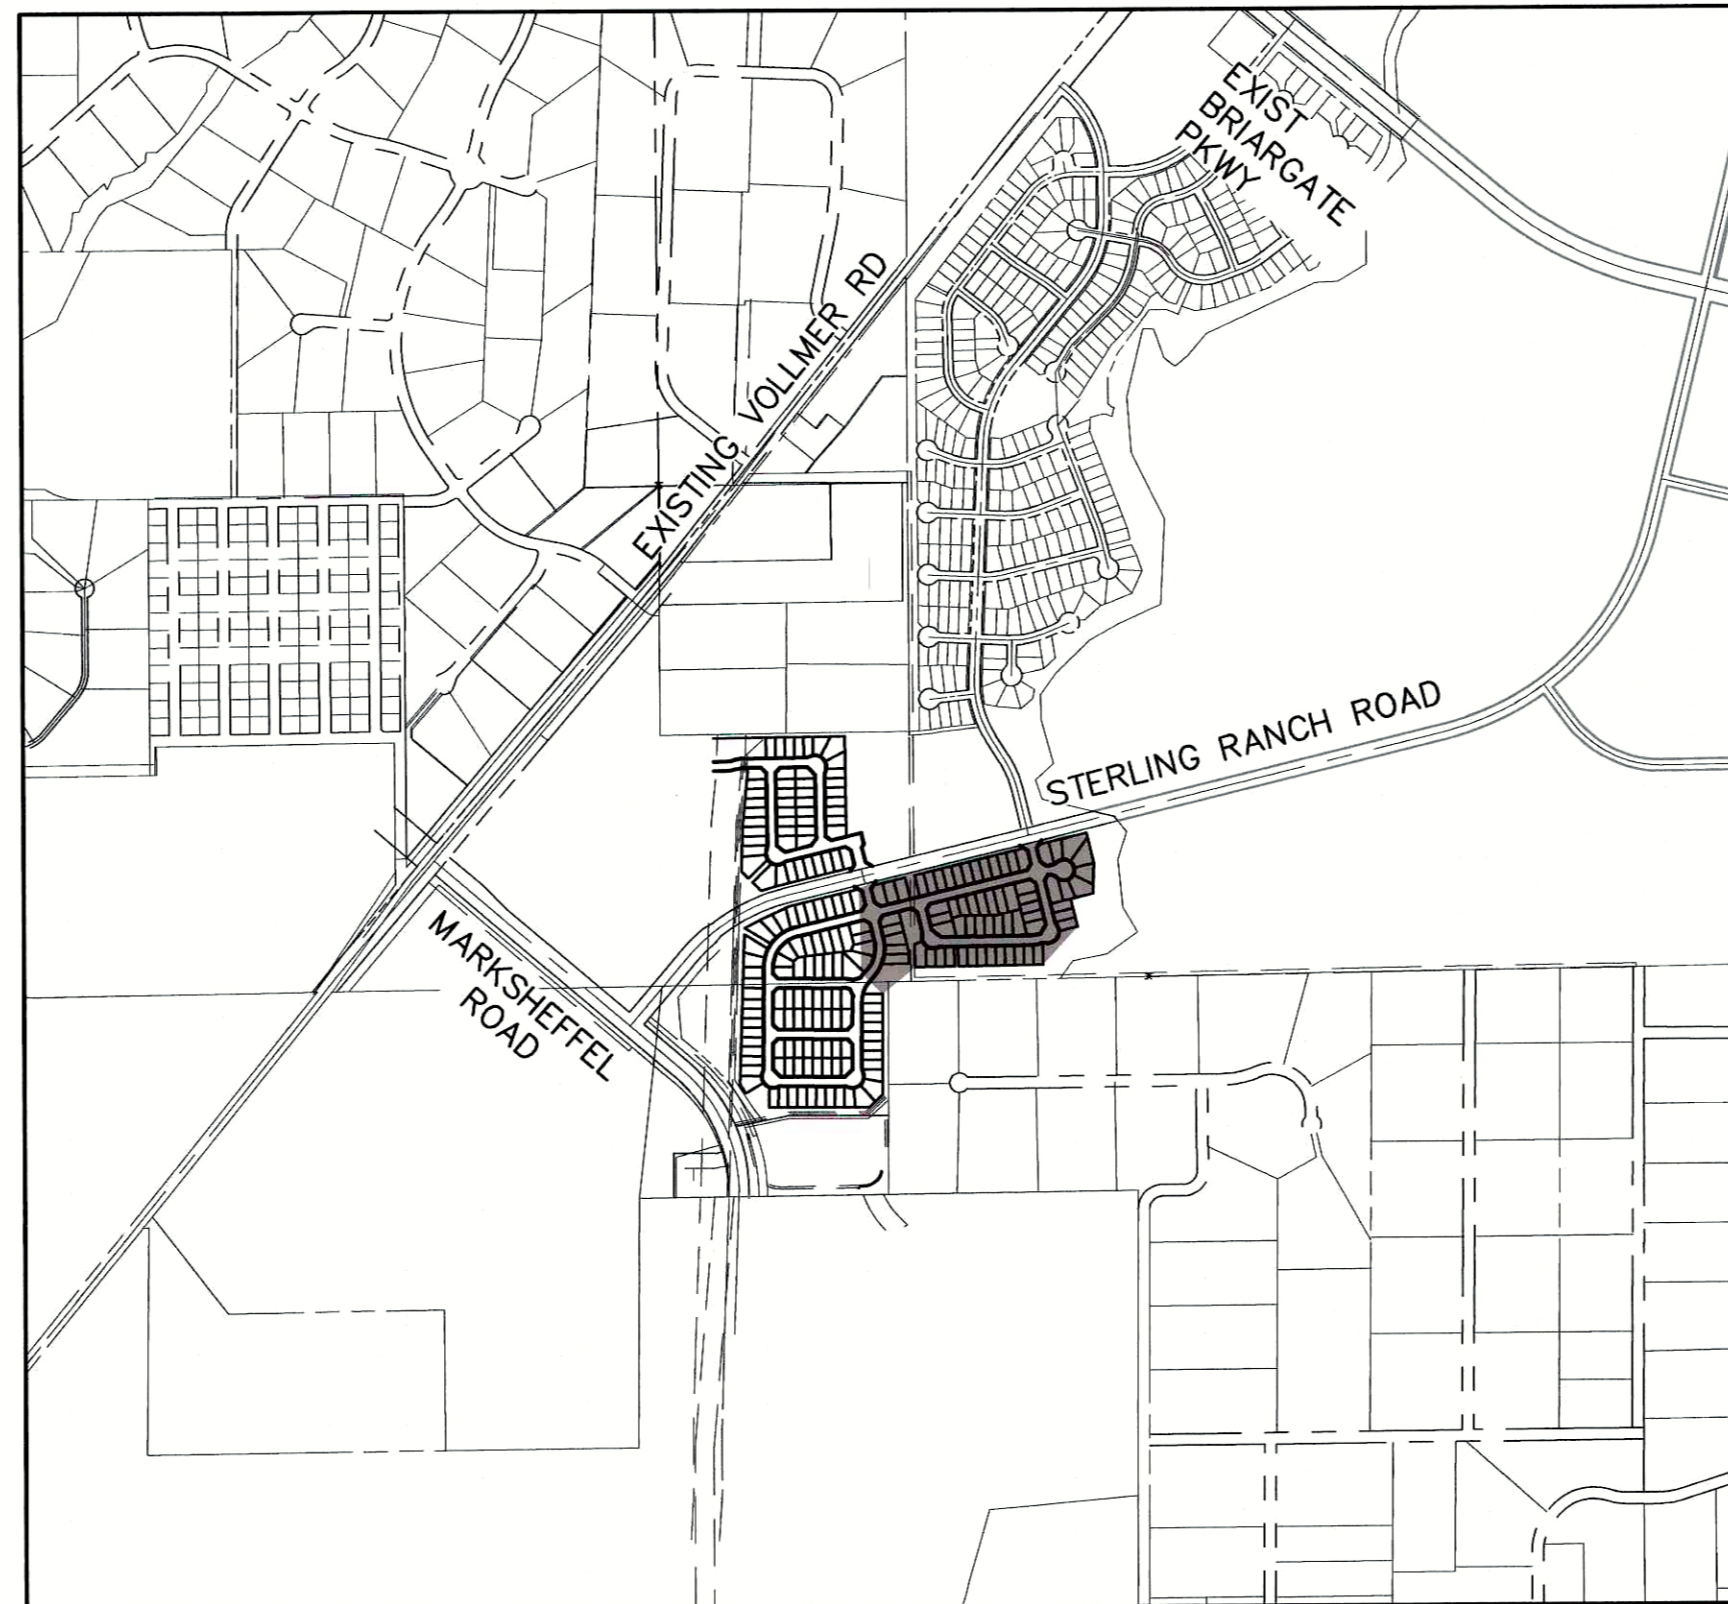 EXIST
BRIARGATE
PKWY
EXISTING VOLLMER RD
STERLING RANCH ROAD
MARKSHEFFEL
ROAD